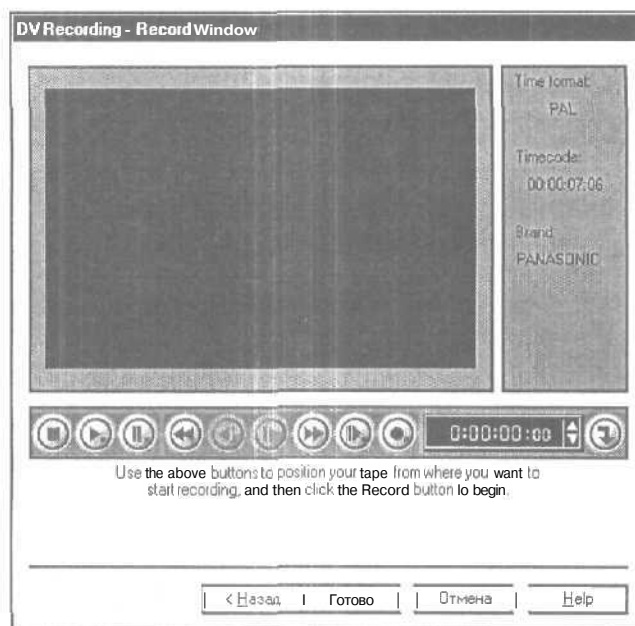 DV Recording - Record Window
Time format:
PAL
Timecode:
00:00:07:06
Brand:
PANASONIC
0:00:00:00
Use the above buttons to position your tape from where you want to
start recording, and then click the Record button lo begin.
< Назад
Готово
Отмена
Help